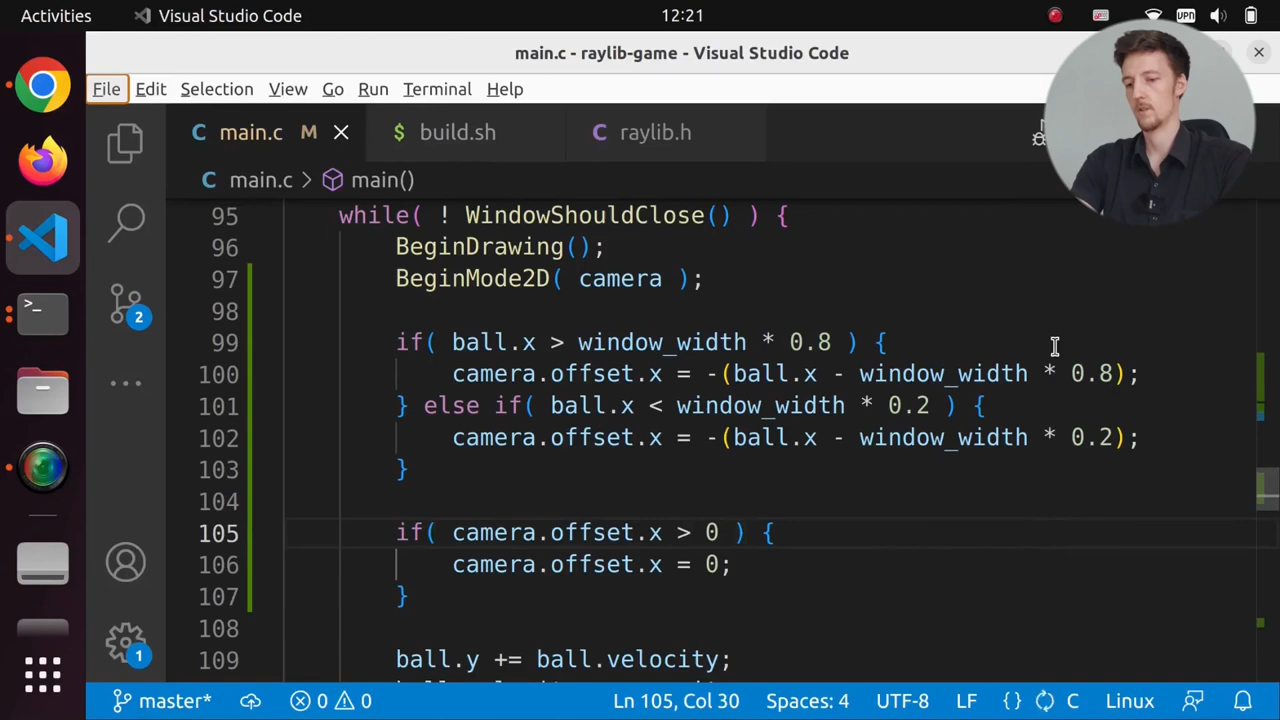 Activities Visual Studio Code 12:21 VPN
main.c - raylib-game - Visual Studio Code
File Edit Selection View Go Run Terminal Help
C main.c M $ build.sh C raylib.h
C main.c > main()
95 while( ! WindowShouldClose() ) {
96 BeginDrawing();
97 BeginMode2D( camera );
98
99 if( ball.x > window_width * 0.8 ) {
100 camera.offset.x = -(ball.x - window_width * 0.8);
101 } else if( ball.x < window_width * 0.2 ) {
102 camera.offset.x = -(ball.x - window_width * 0.2);
103 }
104
105 if( camera.offset.x > 0 ) {
106 camera.offset.x = 0;
107 }
108
109 ball.y += ball.velocity;
2
1
master* 0 0 Ln 105, Col 30 Spaces: 4 UTF-8 LF {} C Linux